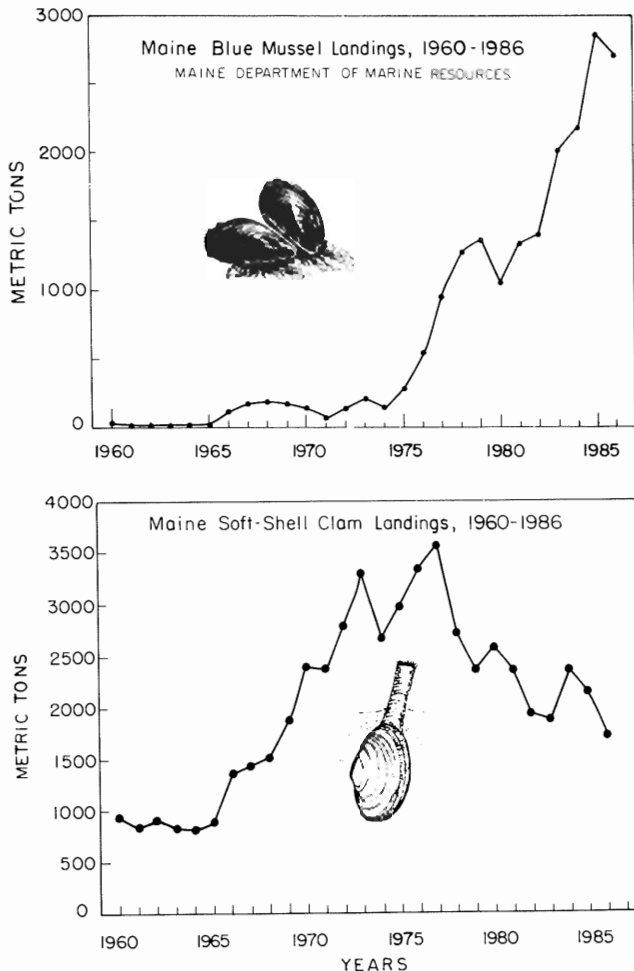 3000
Maine Blue Mussel Landings, 1960-1986
MAINE DEPARTMENT OF MARINE RESOURCES
2000
METRIC TONS
1000
0
1960 1965 1970 1975 1980 1985
4000
Maine Soft-Shell Clam Landings, 1960-1986
3500
3000
2500
METRIC TONS
2000
1500
1000
500
0
1960 1965 1970 1975 1980 1985
YEARS